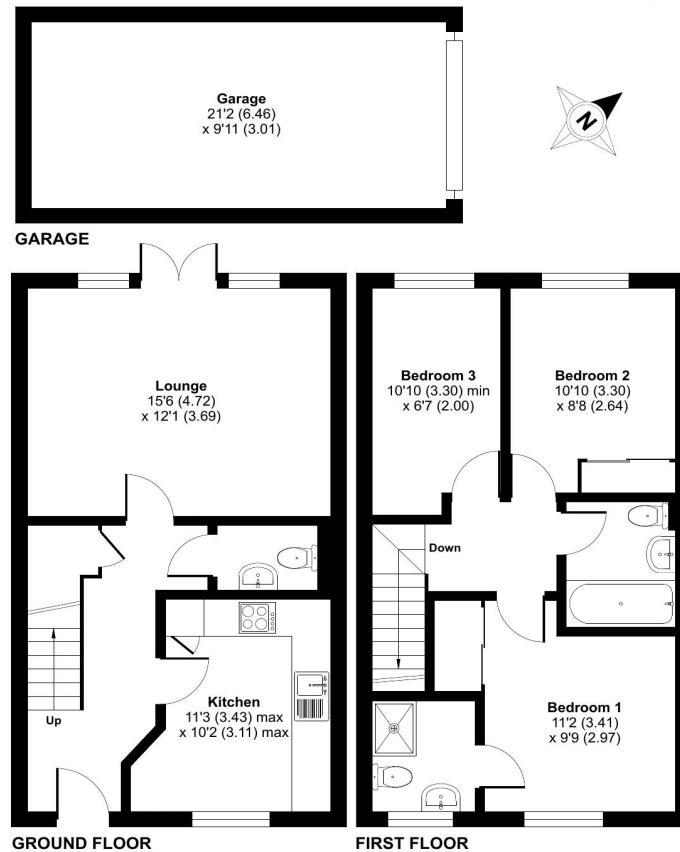 Garage
21'2 (6.46)
x 9'11 (3.01)
N
GARAGE
Lounge
15'6 (4.72)
x 12'1 (3.69)
Bedroom 3
10'10 (3.30) min
x 6'7 (2.00)
Bedroom 2
10'10 (3.30)
x 8'8 (2.64)
Down
Up
Kitchen
11'3 (3.43) max
x 10'2 (3.11) max
Bedroom 1
11'2 (3.41)
x 9'9 (2.97)
GROUND FLOOR
FIRST FLOOR